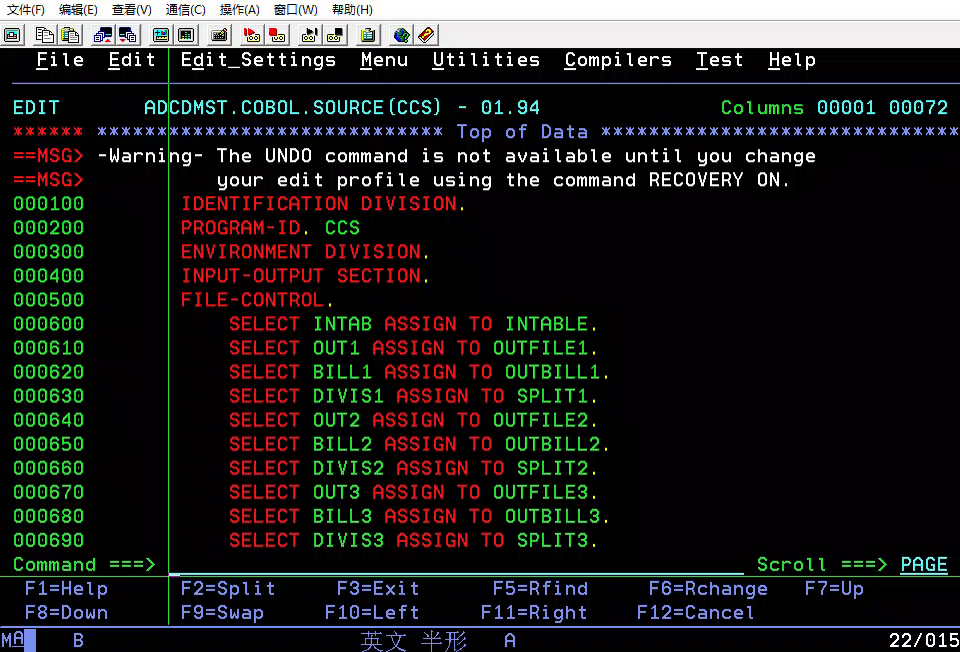 文件(F) 编辑(E) 查看(V) 通信(C) 操作(A) 窗口(W) 帮助(H)
File Edit Edit_Settings Menu Utilities Compilers Test Help
EDIT ADCDMST.COBOL.SOURCE(CCS) - 01.94 Columns 00001 00072
****** ***************************** Top of Data ******************************
==MSG> -Warning- The UNDO command is not available until you change
==MSG> your edit profile using the command RECOVERY ON.
000100 IDENTIFICATION DIVISION.
000200 PROGRAM-ID. CCS
000300 ENVIRONMENT DIVISION.
000400 INPUT-OUTPUT SECTION.
000500 FILE-CONTROL.
000600 SELECT INTAB ASSIGN TO INTABLE.
000610 SELECT OUT1 ASSIGN TO OUTFILE1.
000620 SELECT BILL1 ASSIGN TO OUTBILL1.
000630 SELECT DIVIS1 ASSIGN TO SPLIT1.
000640 SELECT OUT2 ASSIGN TO OUTFILE2.
000650 SELECT BILL2 ASSIGN TO OUTBILL2.
000660 SELECT DIVIS2 ASSIGN TO SPLIT2.
000670 SELECT OUT3 ASSIGN TO OUTFILE3.
000680 SELECT BILL3 ASSIGN TO OUTBILL3.
000690 SELECT DIVIS3 ASSIGN TO SPLIT3.
Command ===> Scroll ===> PAGE
F1=Help F2=Split F3=Exit F5=Rfind F6=Rchange F7=Up
F8=Down F9=Swap F10=Left F11=Right F12=Cancel
MA B 英文 半形 A 22/015